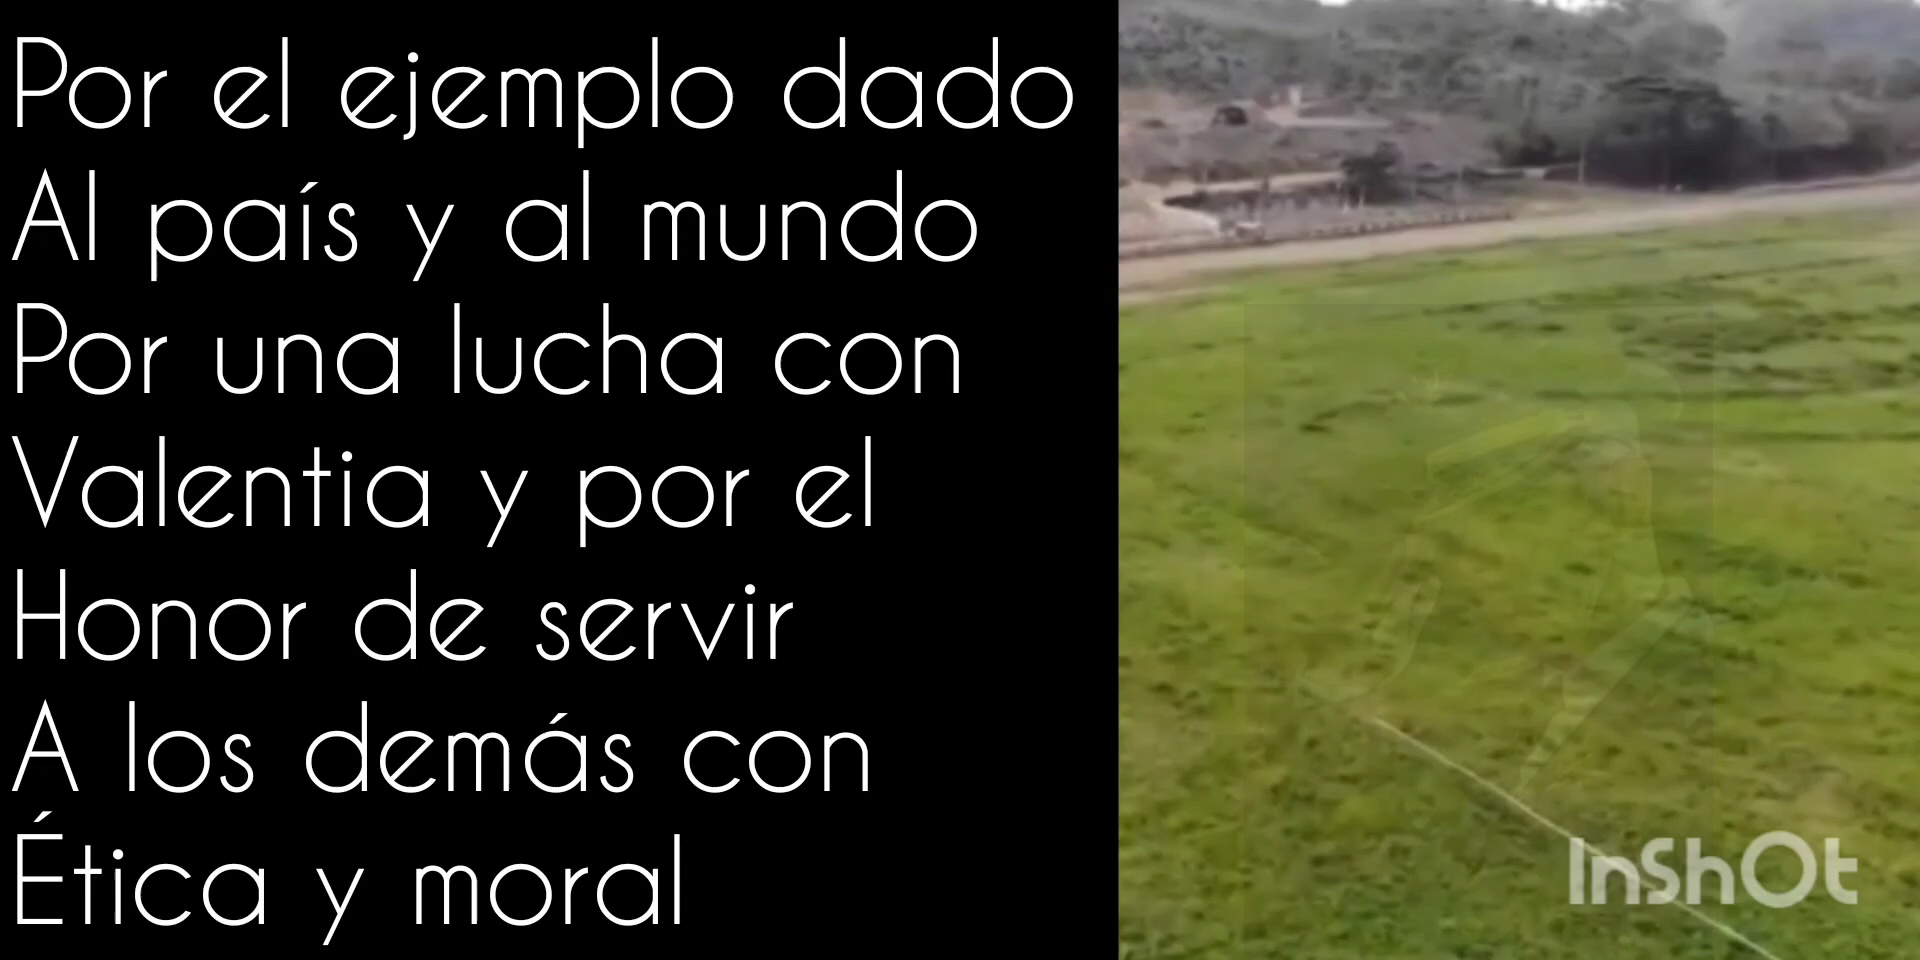 Por el ejemplo dado
Al país y al mundo
Por una lucha con
Valentia y por el
Honor de servir
A los demás con
Ética y moral
InShOt